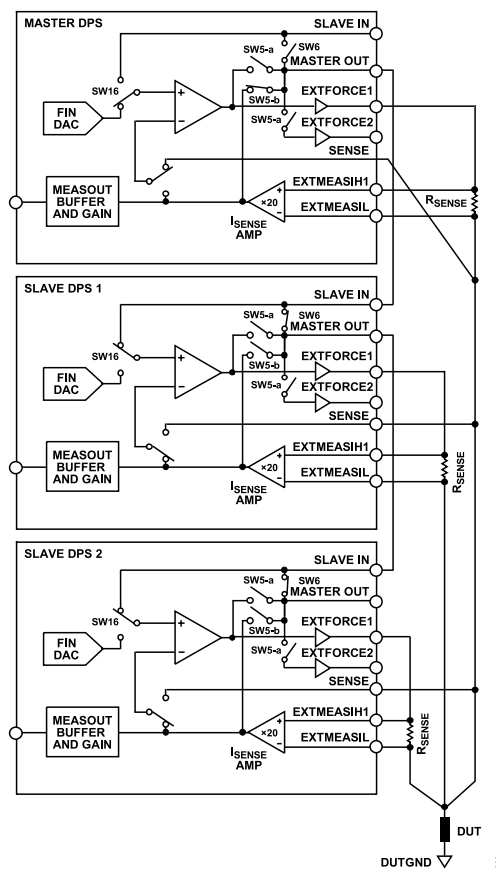 MASTER DPS
SLAVE IN
SW6
SW5-a
MASTER OUT
SW16
SW5-b
EXTFORCE1
FIN
DAC
SW5-a
EXTFORCE2
SENSE
MEASOUT
BUFFER
AND GAIN
EXTMEASIH1
×20
EXTMEASIL
ISENSE
AMP
RSENSE
SLAVE DPS 1
SLAVE IN
SW5-a
SW6
MASTER OUT
SW16
SW5-b
EXTFORCE1
FIN
DAC
SW5-a
EXTFORCE2
SENSE
MEASOUT
BUFFER
AND GAIN
EXTMEASIH1
×20
EXTMEASIL
ISENSE
AMP
RSENSE
SLAVE DPS 2
SLAVE IN
SW5-a
SW6
MASTER OUT
SW16
SW5-b
EXTFORCE1
FIN
DAC
SW5-a
EXTFORCE2
SENSE
MEASOUT
BUFFER
AND GAIN
EXTMEASIH1
×20
EXTMEASIL
ISENSE
AMP
RSENSE
DUT
DUTGND